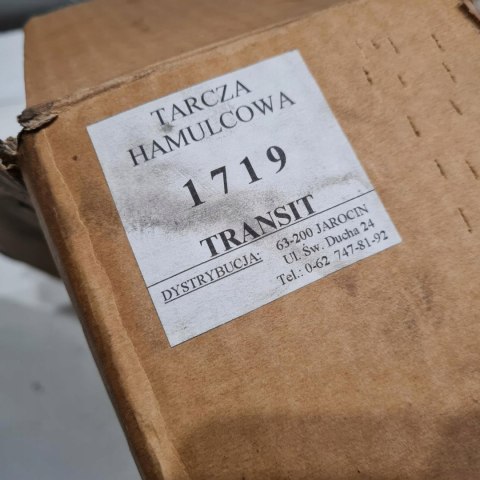 TARCZA
HAMULCOWA
1719
TRANSIT
DYSTRYBUCJA:
63-200 JAROCIN
Ul. Św. Ducha 24
Tel.: 0-62 747-81-92